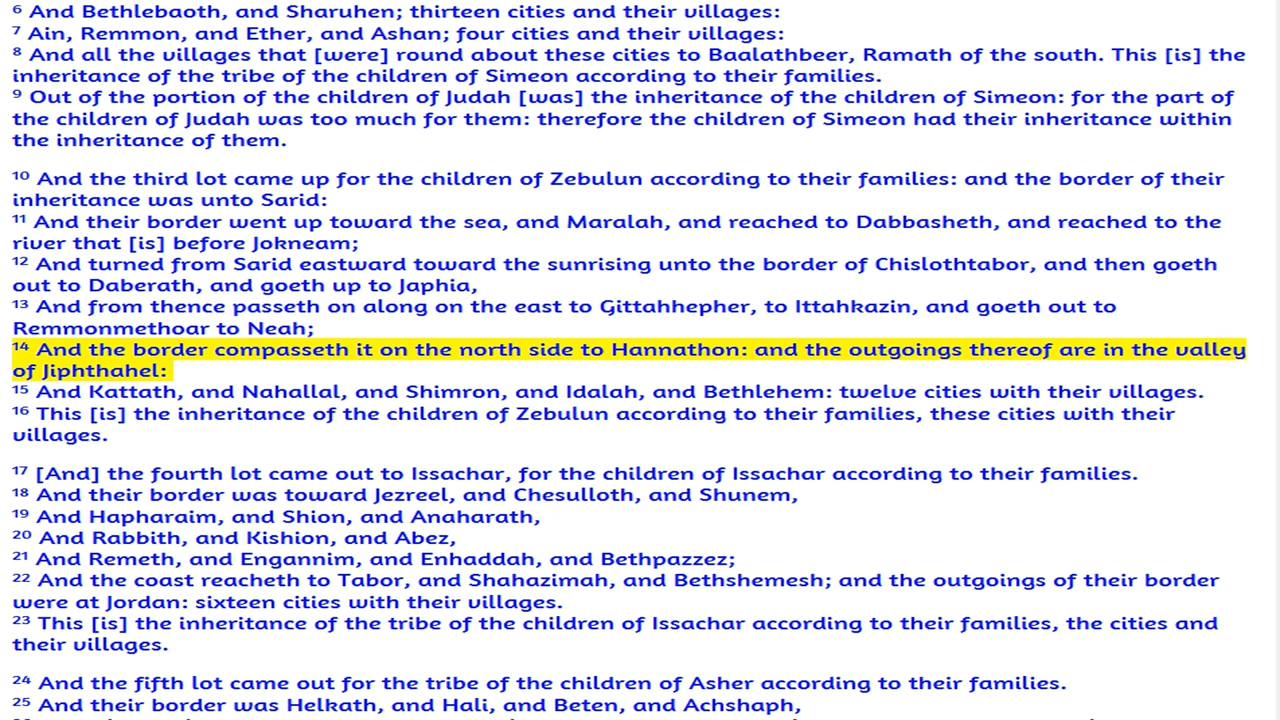 6 And Bethlebaoth, and Sharuhen; thirteen cities and their villages:
7 Ain, Remmon, and Ether, and Ashan; four cities and their villages:
8 And all the villages that [were] round about these cities to Baalathbeer, Ramath of the south. This [is] the
inheritance of the tribe of the children of Simeon according to their families.
9 Out of the portion of the children of Judah [was] the inheritance of the children of Simeon: for the part of
the children of Judah was too much for them: therefore the children of Simeon had their inheritance within
the inheritance of them.
10 And the third lot came up for the children of Zebulun according to their families: and the border of their
inheritance was unto Sarid:
11 And their border went up toward the sea, and Maralah, and reached to Dabbasheth, and reached to the
river that [is] before Jokneam;
12 And turned from Sarid eastward toward the sunrising unto the border of Chislothtabor, and then goeth
out to Daberath, and goeth up to Japhia,
13 And from thence passeth on along on the east to Gittahhepher, to Ittahkazin, and goeth out to
Remmonmethoar to Neah;
14 And the border compasseth it on the north side to Hannathon: and the outgoings thereof are in the valley
of Jiphthahel:
15 And Kattath, and Nahallal, and Shimron, and Idalah, and Bethlehem: twelve cities with their villages.
16 This [is] the inheritance of the children of Zebulun according to their families, these cities with their
villages.
17 [And] the fourth lot came out to Issachar, for the children of Issachar according to their families.
18 And their border was toward Jezreel, and Chesulloth, and Shunem,
19 And Hapharaim, and Shion, and Anaharath,
20 And Rabbith, and Kishion, and Abez,
21 And Remeth, and Engannim, and Enhaddah, and Bethpazzez;
22 And the coast reacheth to Tabor, and Shahazimah, and Bethshemesh; and the outgoings of their border
were at Jordan: sixteen cities with their villages.
23 This [is] the inheritance of the tribe of the children of Issachar according to their families, the cities and
their villages.
24 And the fifth lot came out for the tribe of the children of Asher according to their families.
25 And their border was Helkath, and Hali, and Beten, and Achshaph,